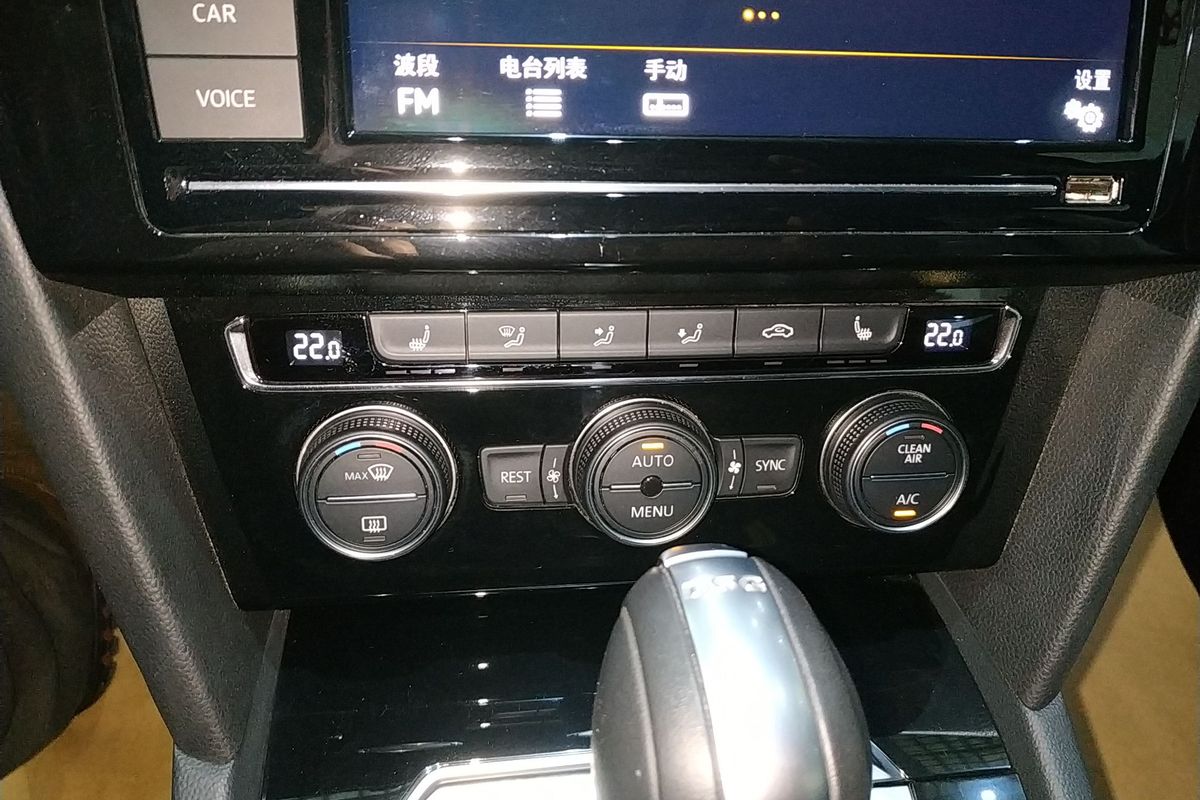 CAR
VOICE
波段
电台列表
手动
设置
FM
22.0
22.0
MAX
REST
AUTO
MENU
SYNC
CLEAN
AIR
A/C
DSG